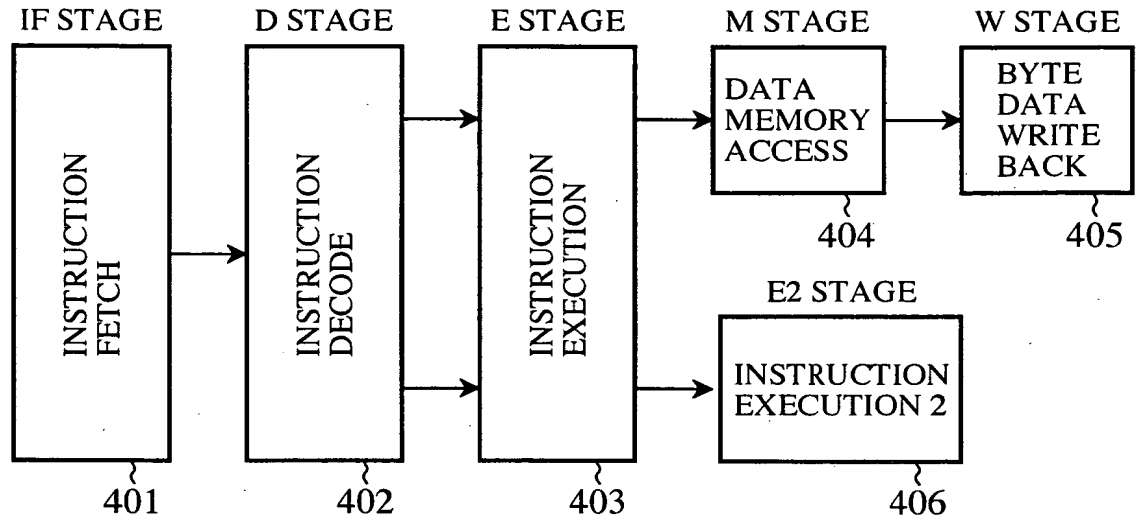 IF STAGE
D STAGE
E STAGE
M STAGE
W STAGE
INSTRUCTION
FETCH
INSTRUCTION
DECODE
INSTRUCTION
EXECUTION
DATA
MEMORY
ACCESS
BYTE
DATA
WRITE
BACK
404
405
E2 STAGE
INSTRUCTION
EXECUTION 2
401
402
403
406